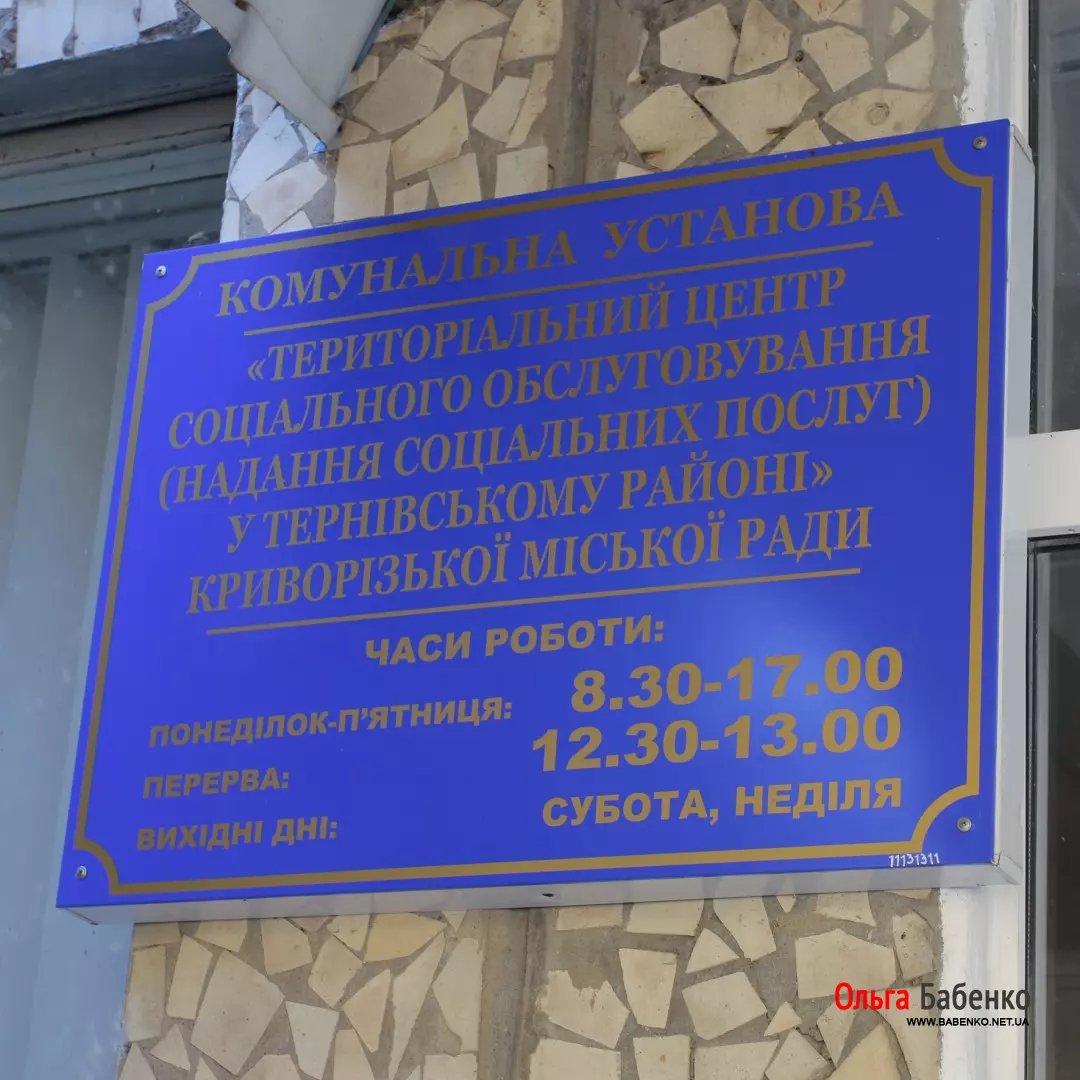 КОМУНАЛЬНА УСТАНОВА
«ТЕРИТОРІАЛЬНИЙ ЦЕНТР
СОЦІАЛЬНОГО ОБСЛУГОВУВАННЯ
(НАДАННЯ СОЦІАЛЬНИХ ПОСЛУГ)
У ТЕРНІВСЬКОМУ РАЙОНІ»
КРИВОРІЗЬКОЇ МІСЬКОЇ РАДИ
ЧАСИ РОБОТИ:
ПОНЕДІЛОК-П'ЯТНИЦЯ: 8.30-17.00
ПЕРЕРВА: 12.30-13.00
ВИХІДНІ ДНІ: СУБОТА, НЕДІЛЯ
11131311
Ольга Бабенко
WWW.BABENKO.NET.UA